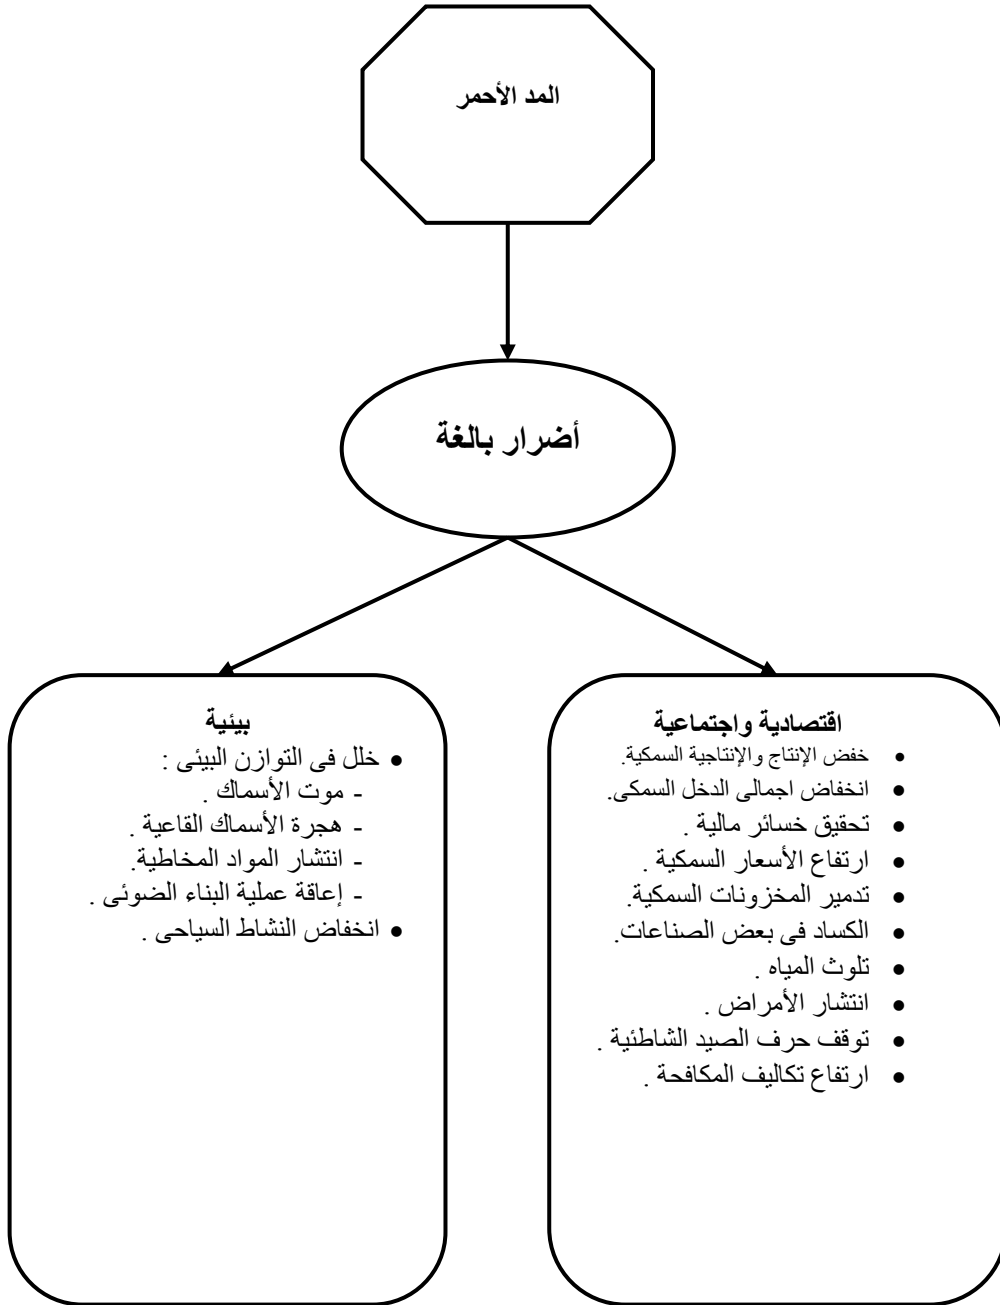 المد الأحمر
أضرار بالغة
اقتصادية واجتماعية
• خفض الإنتاج والإنتاجية السمكية.
• انخفاض اجمالى الدخل السمكى.
• تحقيق خسائر مالية .
• ارتفاع الأسعار السمكية .
• تدمير المخزونات السمكية.
• الكساد فى بعض الصناعات.
• تلوث المياه .
• انتشار الأمراض .
• توقف حرف الصيد الشاطئية .
• ارتفاع تكاليف المكافحة .
بيئية
• خلل فى التوازن البيئى :
- موت الأسماك .
- هجرة الأسماك القاعية .
- انتشار المواد المخاطية.
- إعاقة عملية البناء الضوئى .
• انخفاض النشاط السياحى .